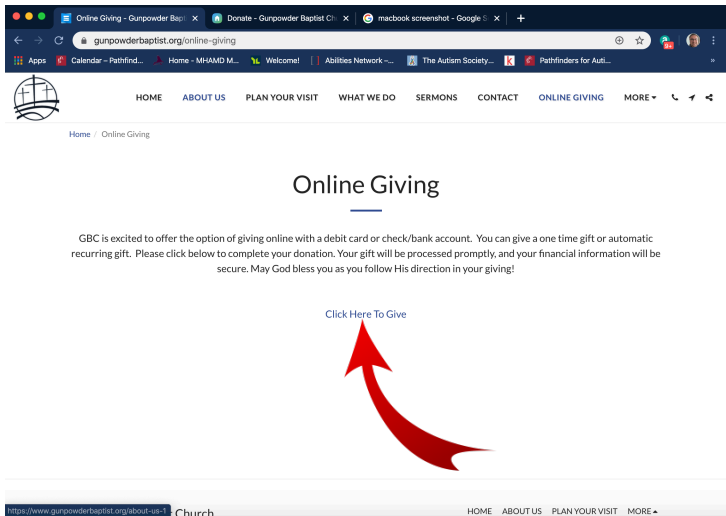 Online Giving - Gunpowder Bapt
Donate - Gunpowder Baptist Ch
macbook screenshot - Google S
gunpowderbaptist.org/online-giving
Apps Calendar – Pathfind... Home - MHAMD M... Welcome! Abilities Network –... The Autism Society... Pathfinders for Auti... »
HOME ABOUT US PLAN YOUR VISIT WHAT WE DO SERMONS CONTACT ONLINE GIVING MORE
Home / Online Giving
Online Giving
GBC is excited to offer the option of giving online with a debit card or check/bank account. You can give a one time gift or automatic
recurring gift. Please click below to complete your donation. Your gift will be processed promptly, and your financial information will be
secure. May God bless you as you follow His direction in your giving!
Click Here To Give
https://www.gunpowderbaptist.org/about-us-1
Church
HOME ABOUT US PLAN YOUR VISIT MORE